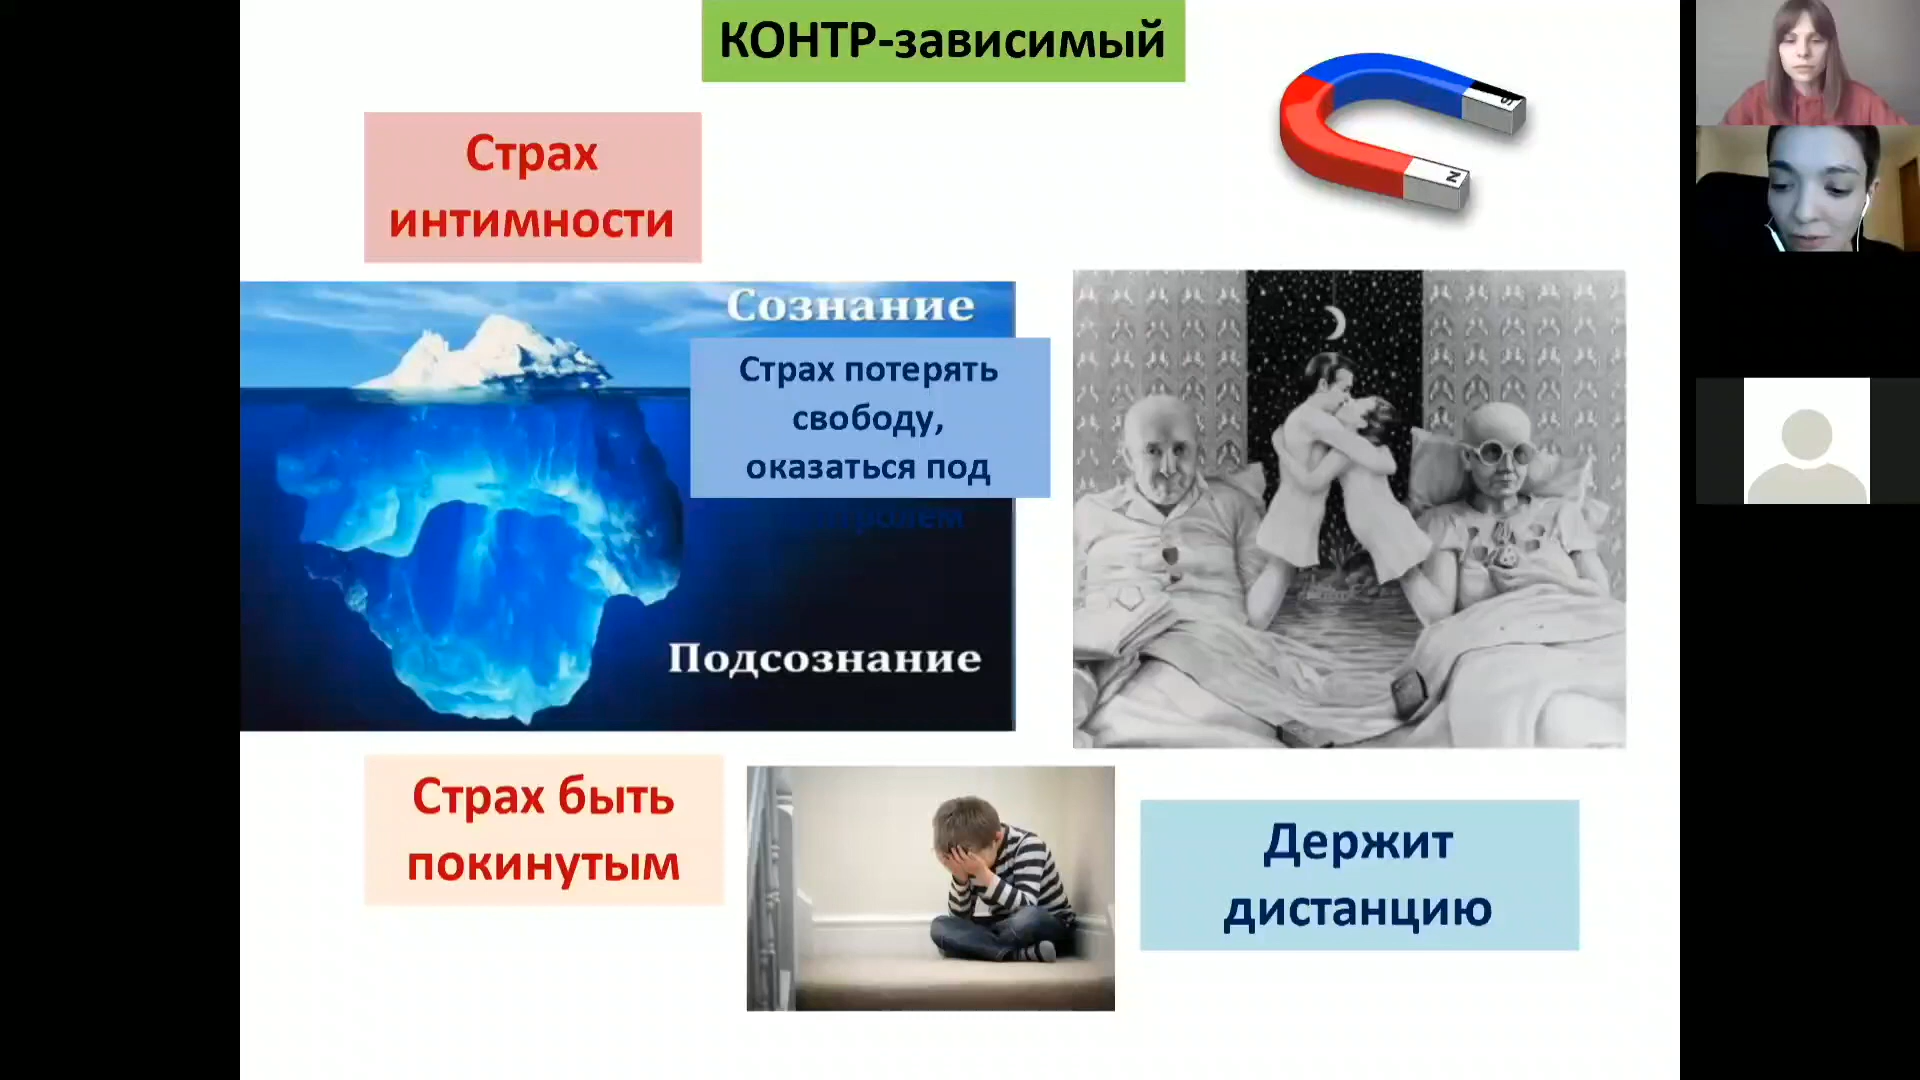 КОНТР-зависимый
Страх
интимности
S
N
Сознание
Страх потерять
свободу,
оказаться под
Подсознание
Страх быть
покинутым
Держит
дистанцию